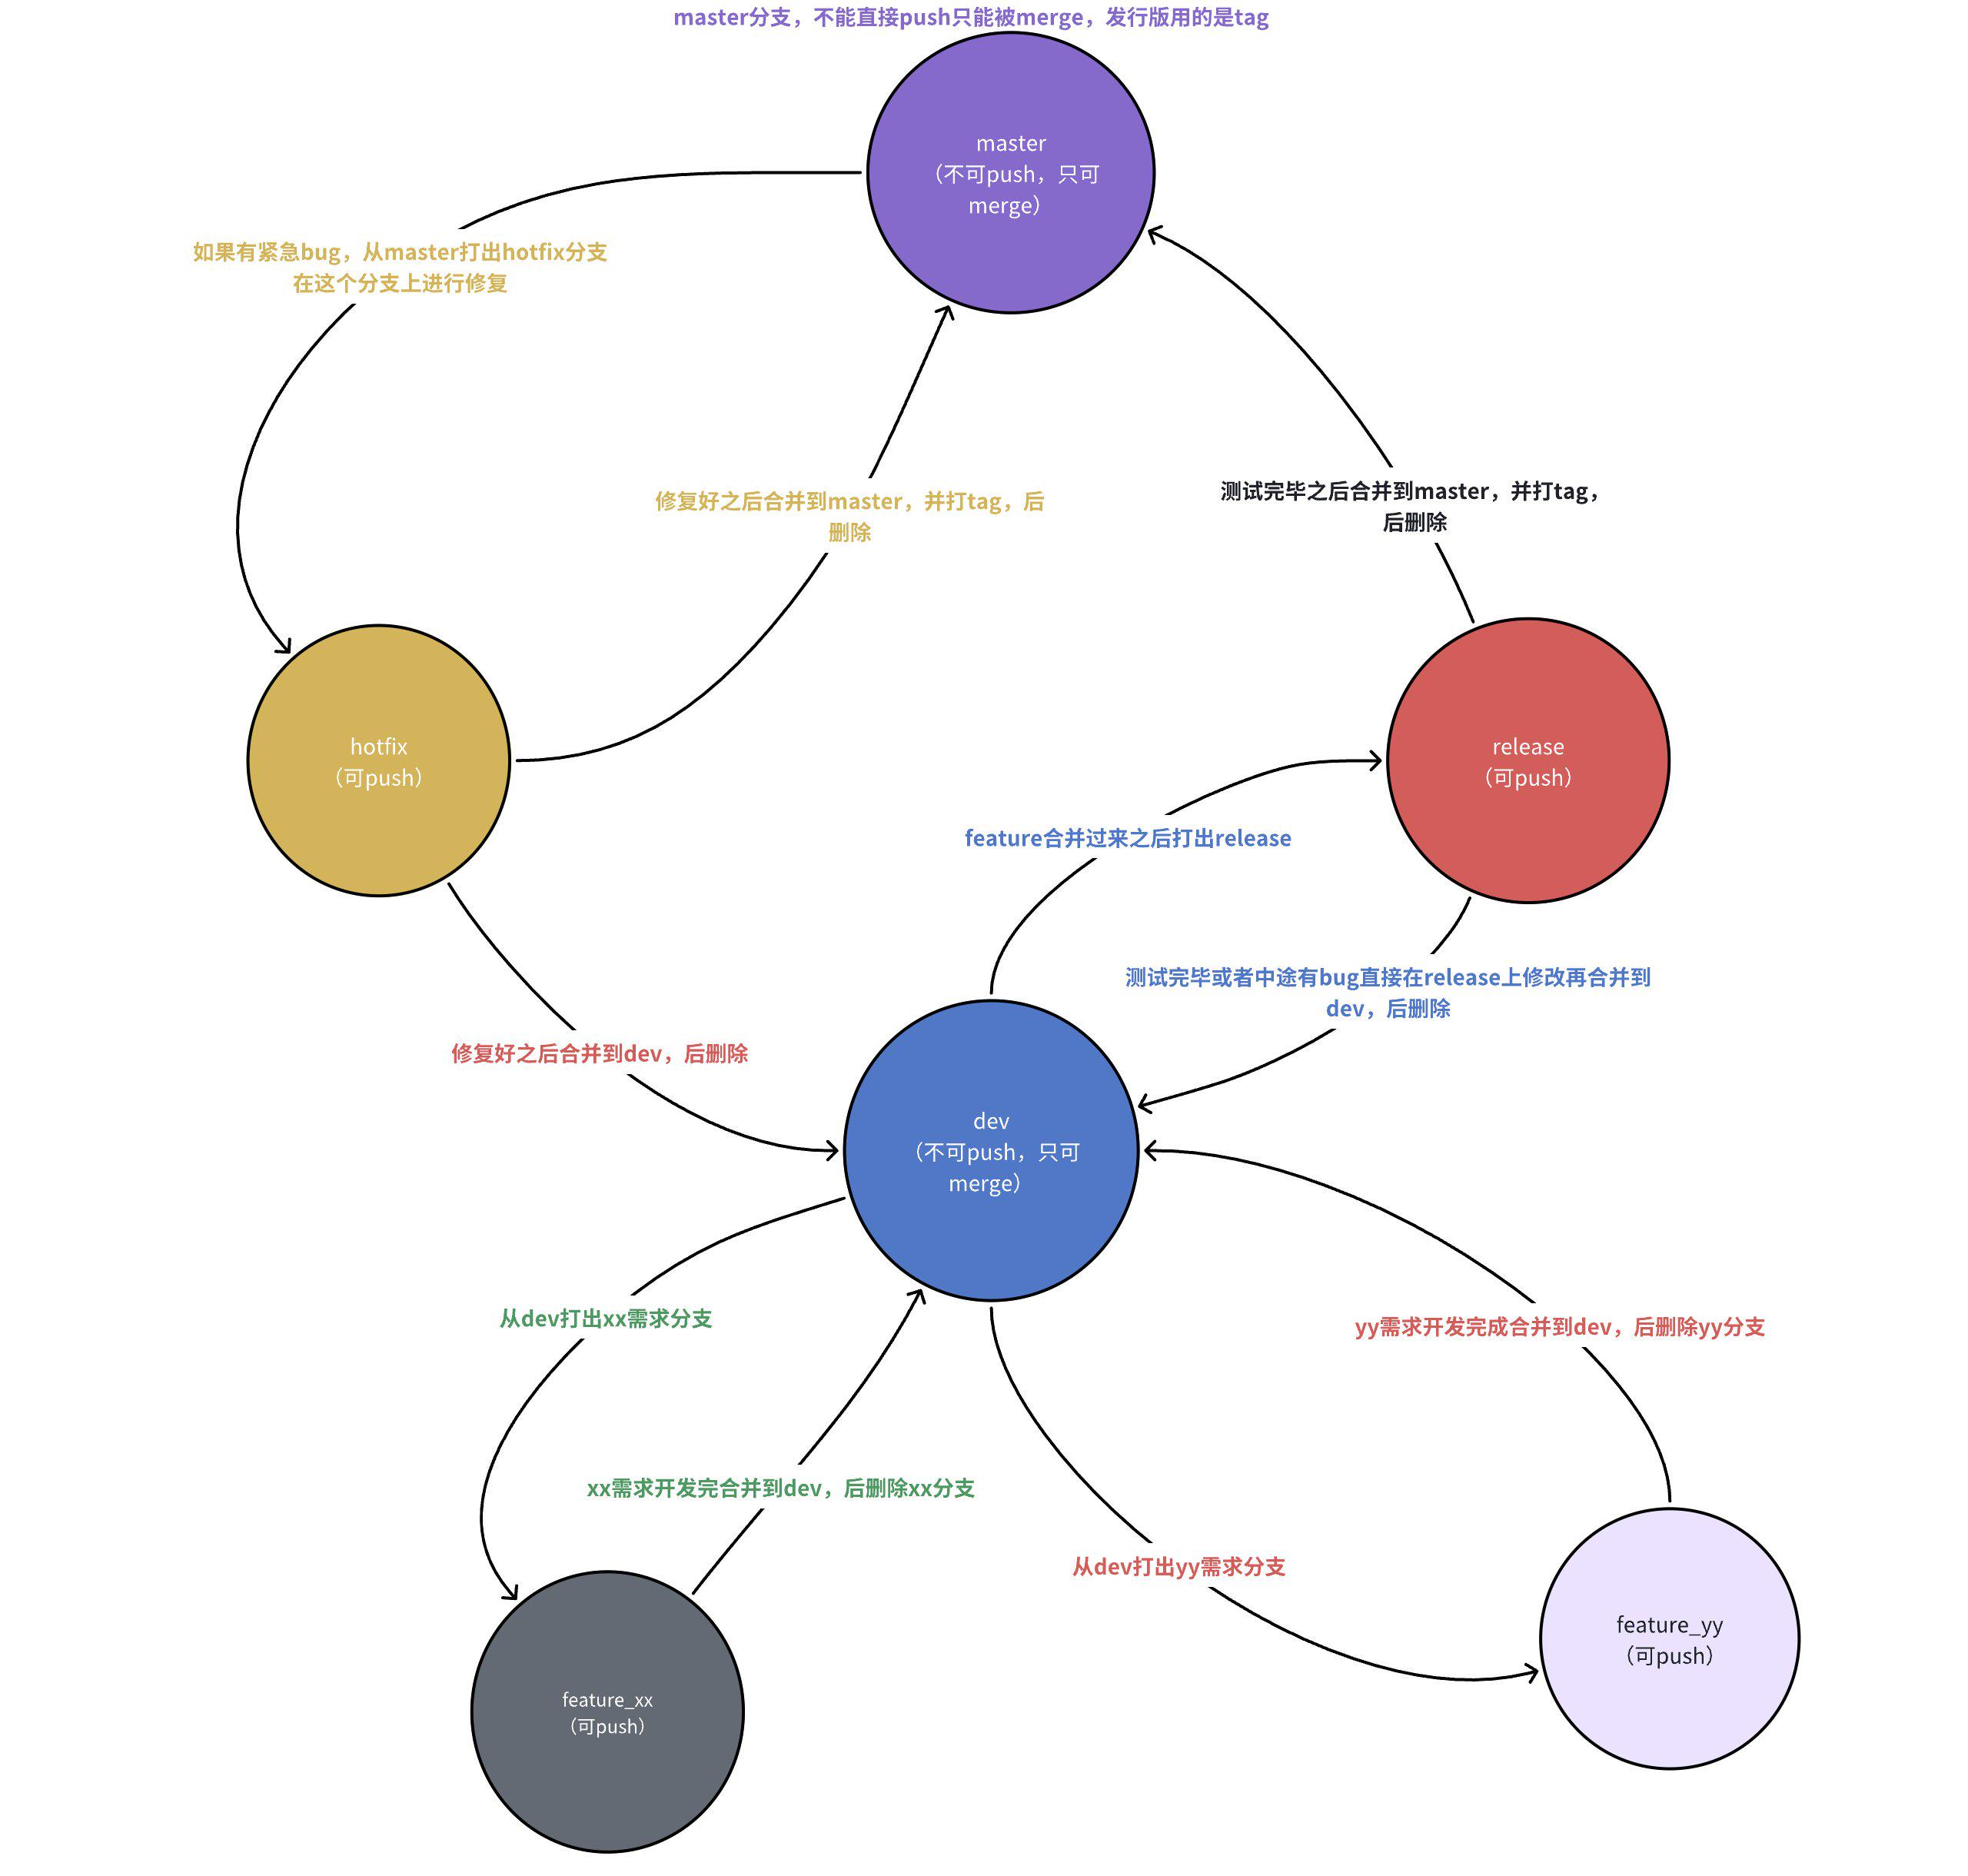 master分支，不能直接push只能被merge，发行版用的是tag
master
（不可push，只可
merge）
如果有紧急bug，从master打出hotfix分支
在这个分支上进行修复
修复好之后合并到master，并打tag，后
删除
测试完毕之后合并到master，并打tag，
后删除
hotfix
（可push）
release
（可push）
feature合并过来之后打出release
测试完毕或者中途有bug直接在release上修改再合并到
dev，后删除
修复好之后合并到dev，后删除
dev
（不可push，只可
merge）
从dev打出xx需求分支
yy需求开发完成合并到dev，后删除yy分支
xx需求开发完合并到dev，后删除xx分支
从dev打出yy需求分支
feature_yy
（可push）
feature_xx
（可push）